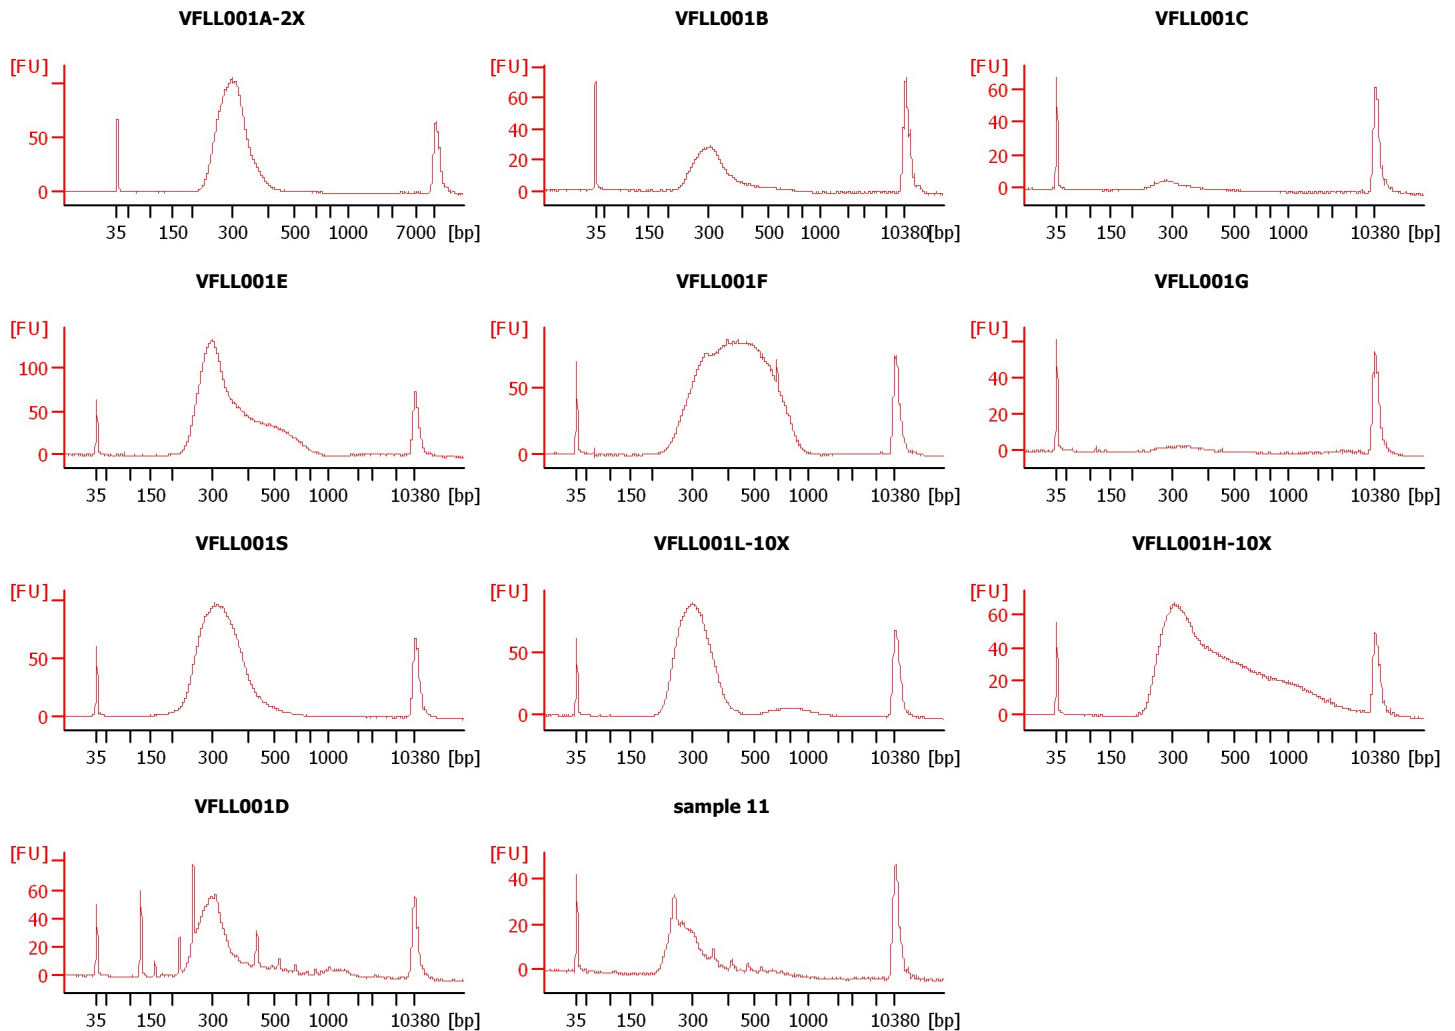 VFLL001A-2X
[FU]
50
0
35 150 300 500 1000 7000 [bp]
VFLL001B
[FU]
60
40
20
0
35 150 300 500 1000 10380[bp]
VFLL001C
[FU]
60
40
20
0
35 150 300 500 1000 10380 [bp]
VFLL001E
[FU]
100
50
0
35 150 300 500 1000 10380 [bp]
VFLL001F
[FU]
50
0
35 150 300 500 1000 10380 [bp]
VFLL001G
[FU]
40
20
0
35 150 300 500 1000 10380 [bp]
VFLL001S
[FU]
50
0
35 150 300 500 1000 10380 [bp]
VFLL001L-10X
[FU]
50
0
35 150 300 500 1000 10380 [bp]
VFLL001H-10X
[FU]
60
40
20
0
35 150 300 500 1000 10380 [bp]
VFLL001D
[FU]
60
40
20
0
35 150 300 500 1000 10380 [bp]
sample 11
[FU]
40
20
0
35 150 300 500 1000 10380 [bp]